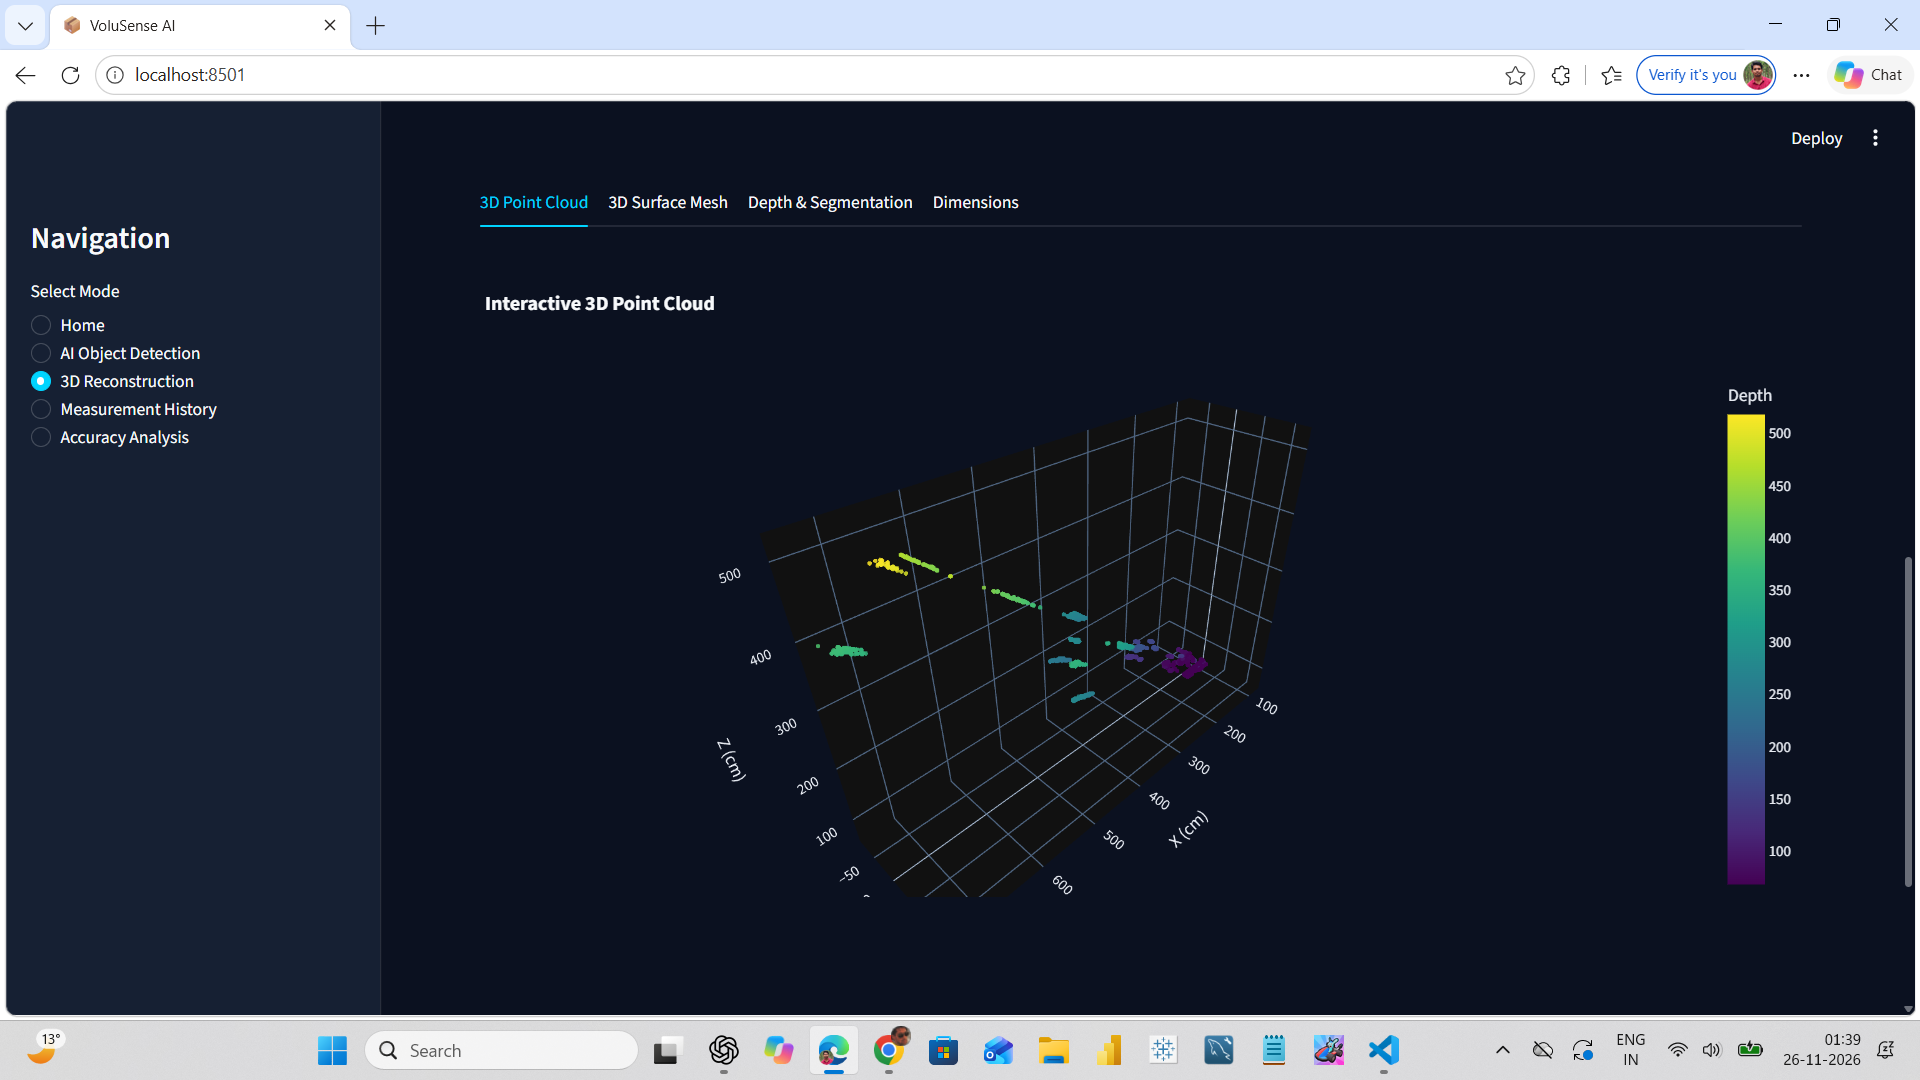 VoluSense AI
localhost:8501
Verify it's you
Chat
Deploy
Navigation
Select Mode
Home
AI Object Detection
3D Reconstruction
Measurement History
Accuracy Analysis
3D Point Cloud
3D Surface Mesh
Depth & Segmentation
Dimensions
Interactive 3D Point Cloud
Depth
500
450
400
350
300
250
200
150
100
500
400
300
200
100
−50
Z (cm)
100
200
300
400
500
600
X (cm)
13°
Search
ENG
IN
01:39
26-11-2026